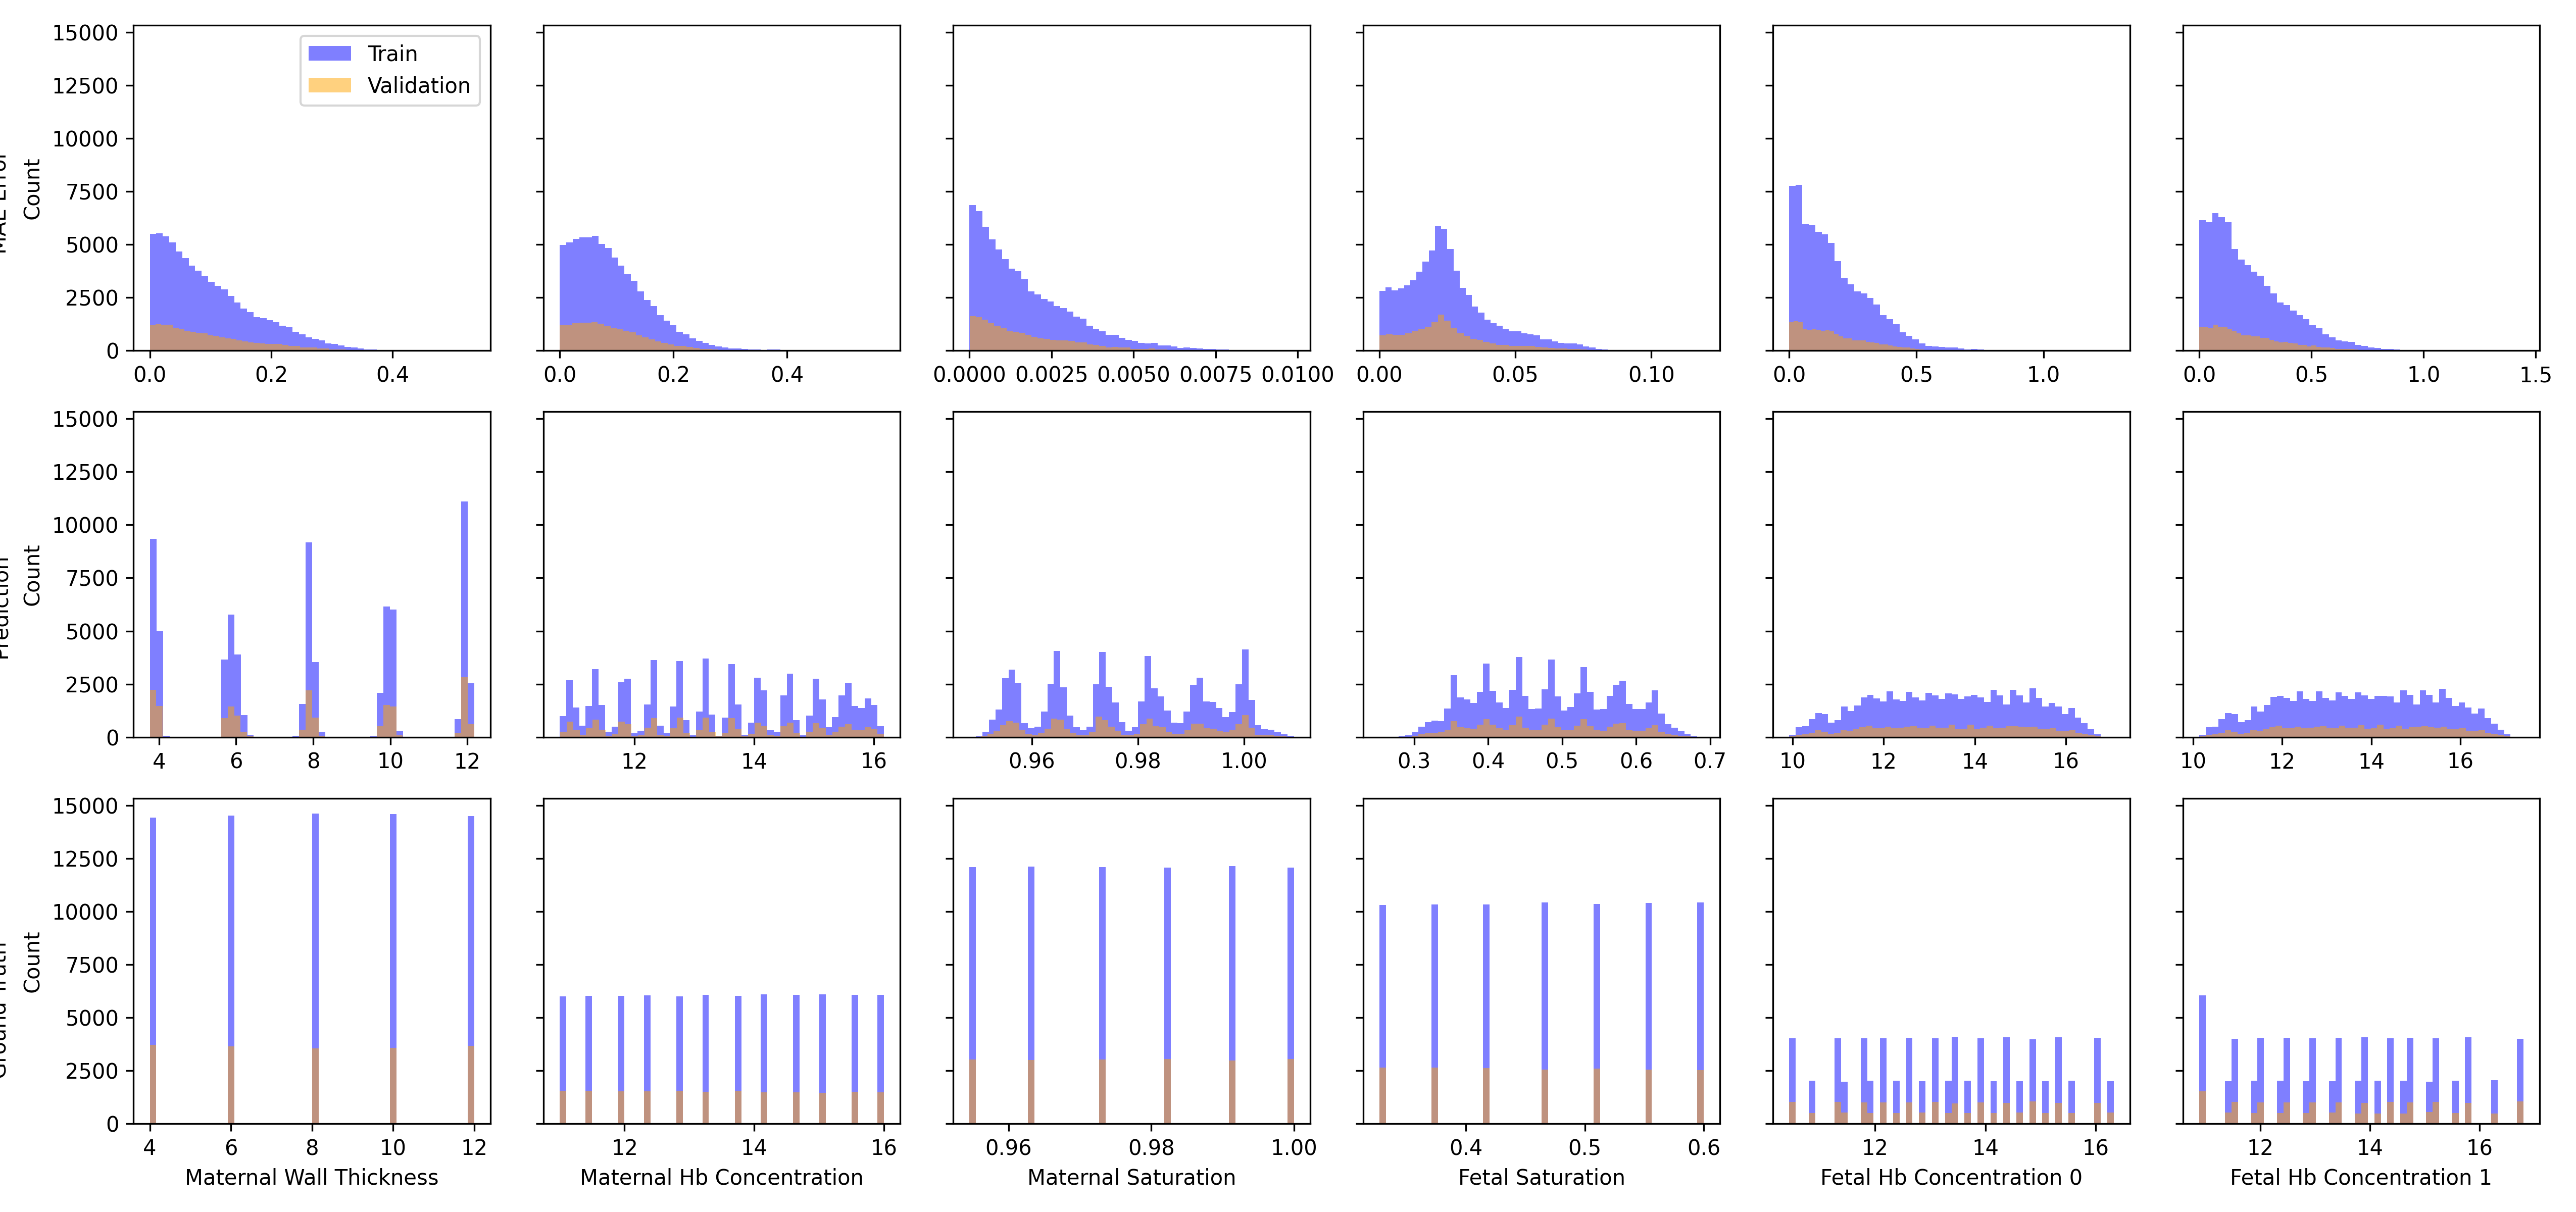 15000
12500
10000
7500
5000
2500
0
Count
Train
Validation
0.0 0.2 0.4
0.0 0.2 0.4
0.0000 0.0025 0.0050 0.0075 0.0100
0.00 0.05 0.10
0.0 0.5 1.0
0.0 0.5 1.0 1.5
15000
12500
10000
7500
5000
2500
0
Prediction
Count
4 6 8 10 12
12 14 16
0.96 0.98 1.00
0.3 0.4 0.5 0.6 0.7
10 12 14 16
10 12 14 16
15000
12500
10000
7500
5000
2500
0
Count
4 6 8 10 12
12 14 16
0.96 0.98 1.00
0.4 0.5 0.6
12 14 16
12 14 16
Maternal Wall Thickness
Maternal Hb Concentration
Maternal Saturation
Fetal Saturation
Fetal Hb Concentration 0
Fetal Hb Concentration 1